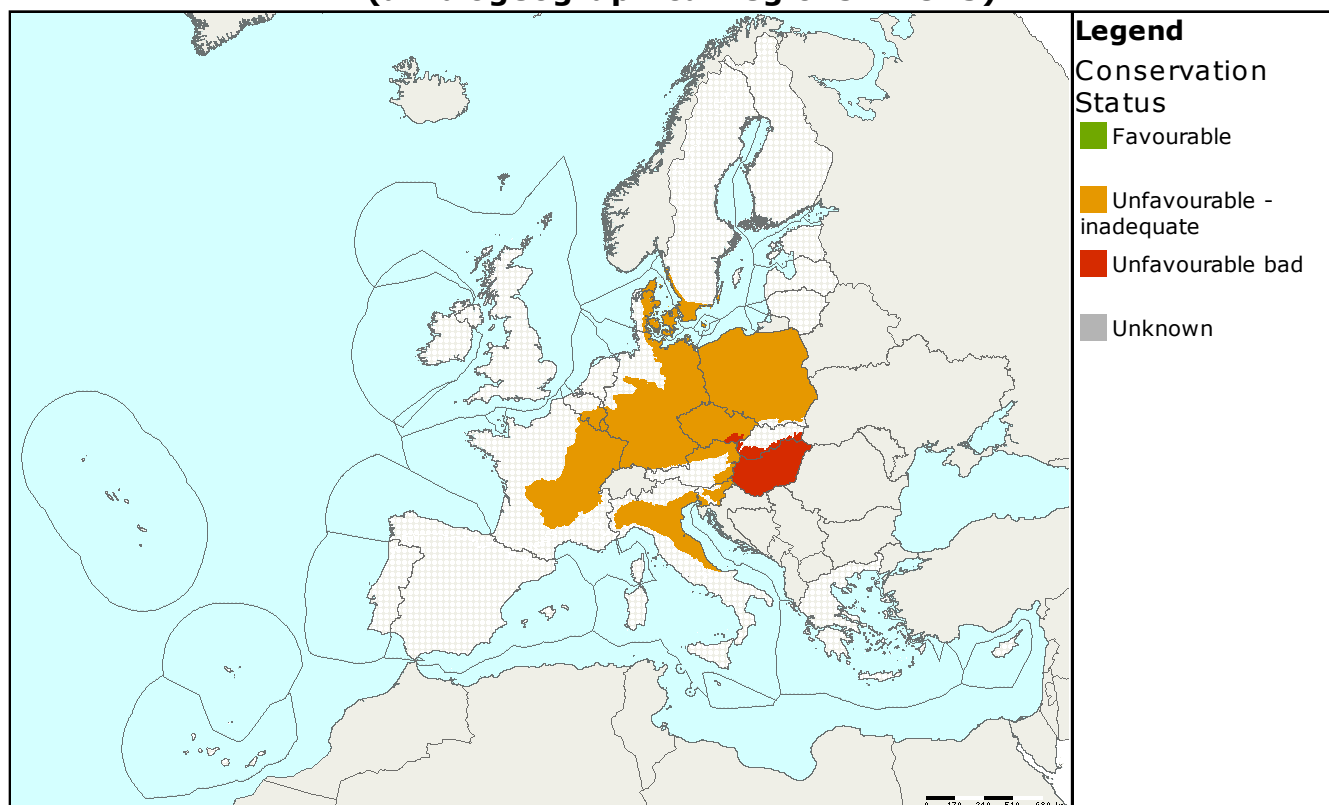 Legend
Conservation
Status
Favourable
Unfavourable -
inadequate
Unfavourable bad
Unknown